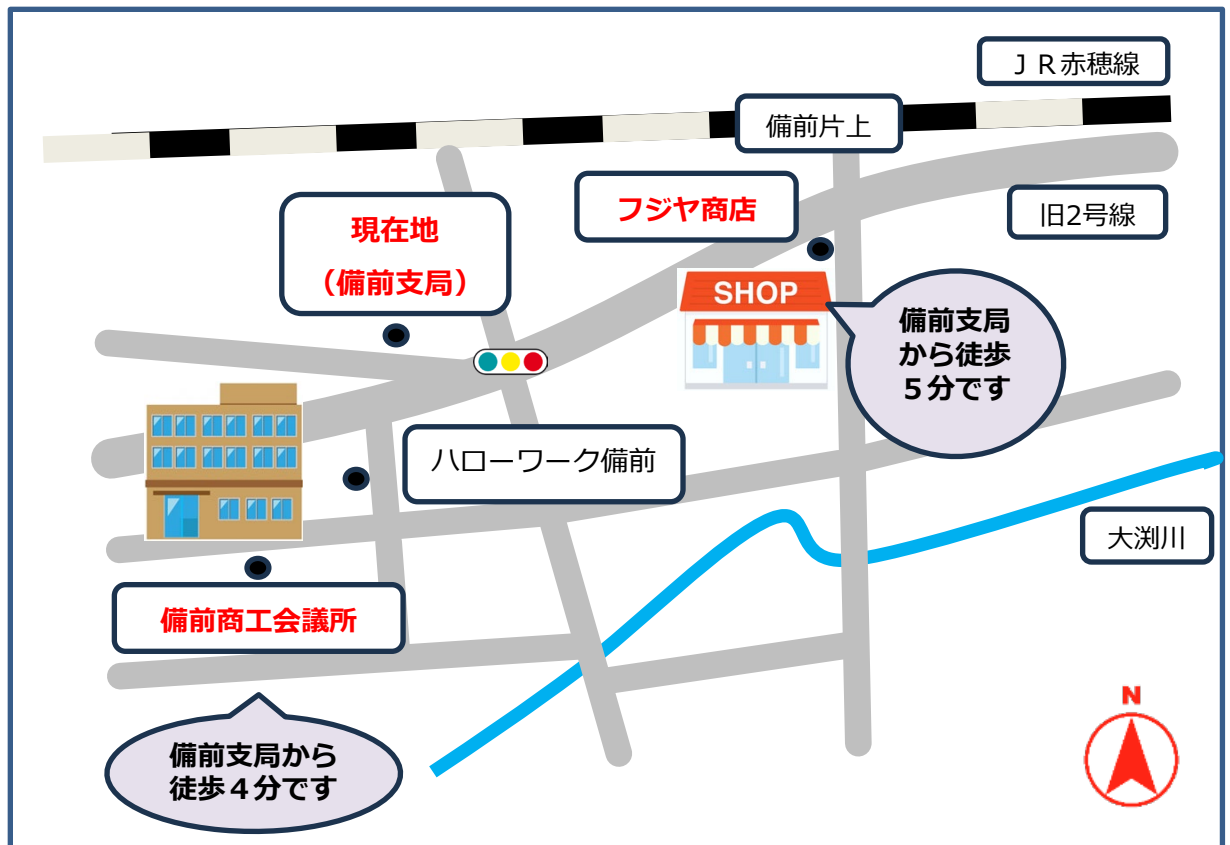 ＪＲ赤穂線
備前片上
フジヤ商店
旧2号線
現在地
（備前支局）
SHOP
備前支局
から徒歩
５分です
ハローワーク備前
大渕川
備前商工会議所
N
備前支局から
徒歩４分です